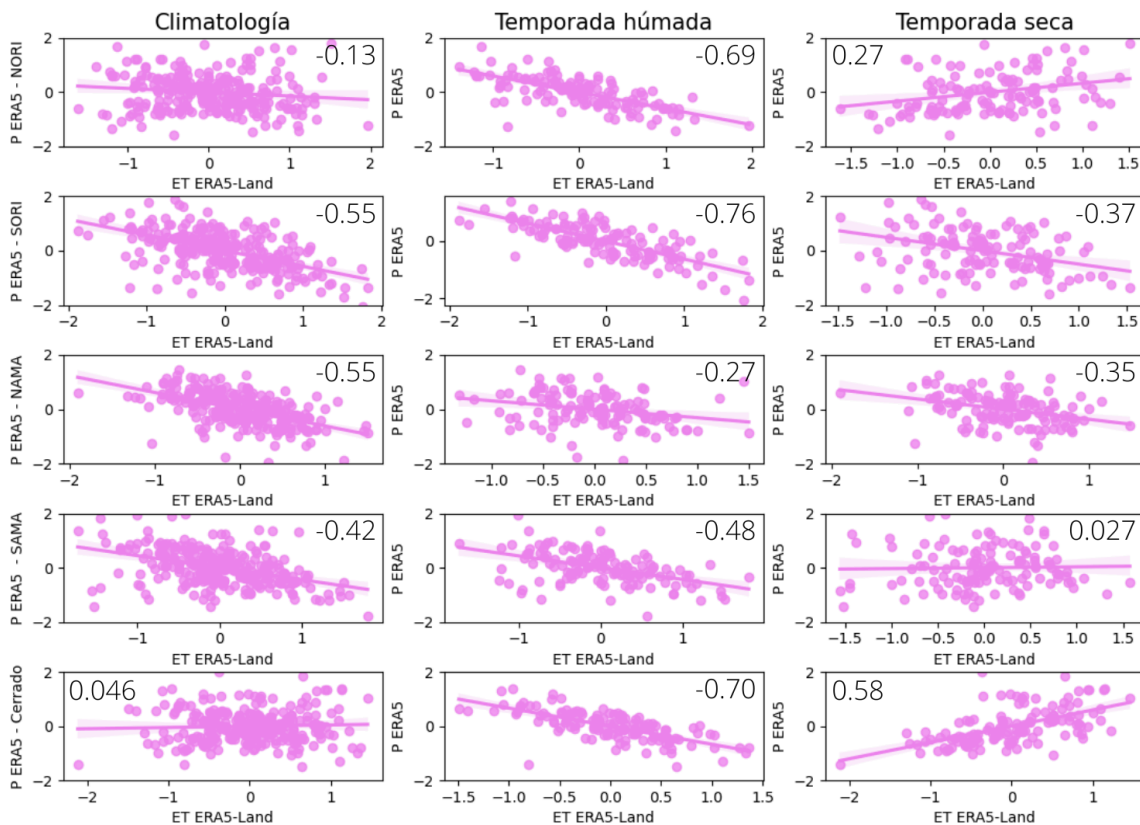 Climatología Temporada húmada Temporada seca
P ERA5 - NORI
2
0
−2
-0.13
−1 0 1 2
ET ERA5-Land
P ERA5
2
0
−2
-0.69
−1 0 1 2
ET ERA5-Land
P ERA5
2
0
−2
0.27
−1.5 −1.0 −0.5 0.0 0.5 1.0 1.5
ET ERA5-Land
P ERA5 - SORI
2
0
−2
-0.55
−2 −1 0 1 2
ET ERA5-Land
P ERA5
0
−2
-0.76
−2 −1 0 1 2
ET ERA5-Land
P ERA5
2
0
−2
-0.37
−1.5 −1.0 −0.5 0.0 0.5 1.0 1.5
ET ERA5-Land
P ERA5 - NAMA
2
0
−2
-0.55
−2 −1 0 1
ET ERA5-Land
P ERA5
2
0
−2
-0.27
−1.0 −0.5 0.0 0.5 1.0 1.5
ET ERA5-Land
P ERA5
2
0
−2
-0.35
−2 −1 0 1
ET ERA5-Land
P ERA5 - SAMA
2
0
−2
-0.42
−1 0 1
ET ERA5-Land
P ERA5
2
0
−2
-0.48
−1 0 1
ET ERA5-Land
P ERA5
2
0
−2
0.027
−1.5 −1.0 −0.5 0.0 0.5 1.0 1.5
ET ERA5-Land
P ERA5 - Cerrado
2
0
−2
0.046
−2 −1 0 1
ET ERA5-Land
P ERA5
2
0
−2
-0.70
−1.5 −1.0 −0.5 0.0 0.5 1.0 1.5
ET ERA5-Land
P ERA5
2
0
−2
0.58
−2 −1 0 1
ET ERA5-Land